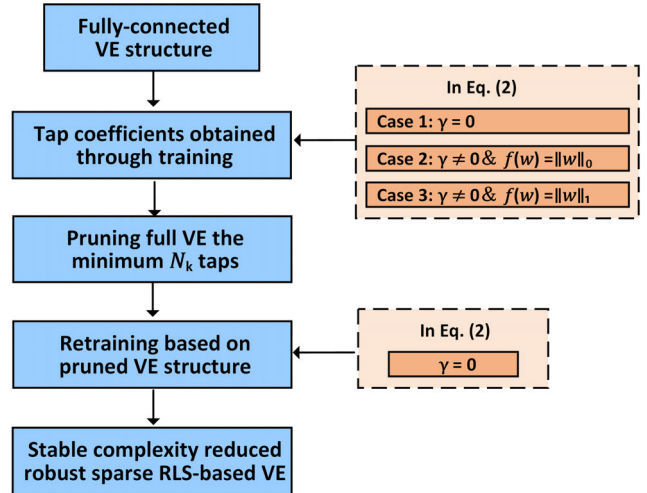 Fully-connected
VE structure
Tap coefficients obtained
through training
In Eq. (2)
Case 1: γ = 0
Case 2: γ ≠ 0 & f(w) =‖w‖₀
Case 3: γ ≠ 0 & f(w) =‖w‖₁
Pruning full VE the
minimum Nₖ taps
Retraining based on
pruned VE structure
In Eq. (2)
γ = 0
Stable complexity reduced
robust sparse RLS-based VE